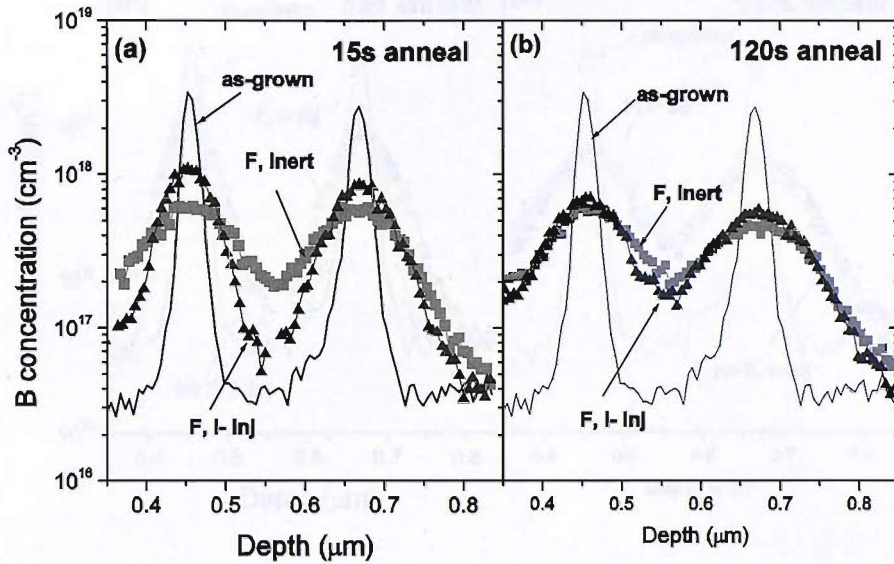 B concentration (cm⁻³)
10¹⁹
10¹⁸
10¹⁷
10¹⁶
(a)
15s anneal
as-grown
F, Inert
F, I- Inj
0.4 0.5 0.6 0.7 0.8
Depth (μm)
(b)
120s anneal
as-grown
F, Inert
F, I- Inj
0.4 0.5 0.6 0.7 0.8
Depth (μm)